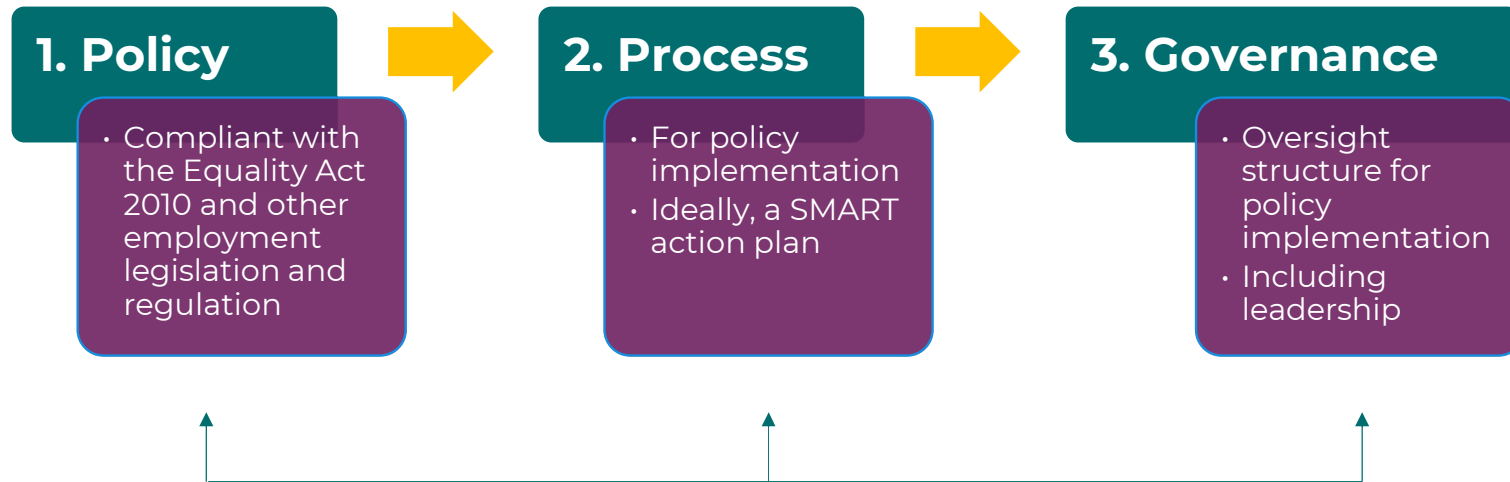 1. Policy
• Compliant with
the Equality Act
2010 and other
employment
legislation and
regulation
2. Process
• For policy
implementation
• Ideally, a SMART
action plan
3. Governance
• Oversight
structure for
policy
implementation
• Including
leadership